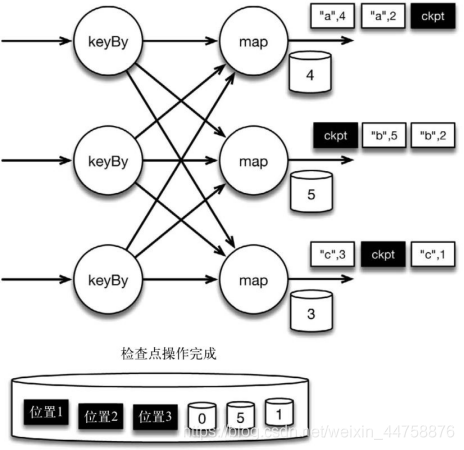 "a",4 "a",2 ckpt
keyBy map
4
ckpt "b",5 "b",2
keyBy map
5
"c",3 ckpt "c",1
keyBy map
3
检查点操作完成
位置1 位置2 位置3 0 5 1
https://blog.csdn.net/weixin_44758876